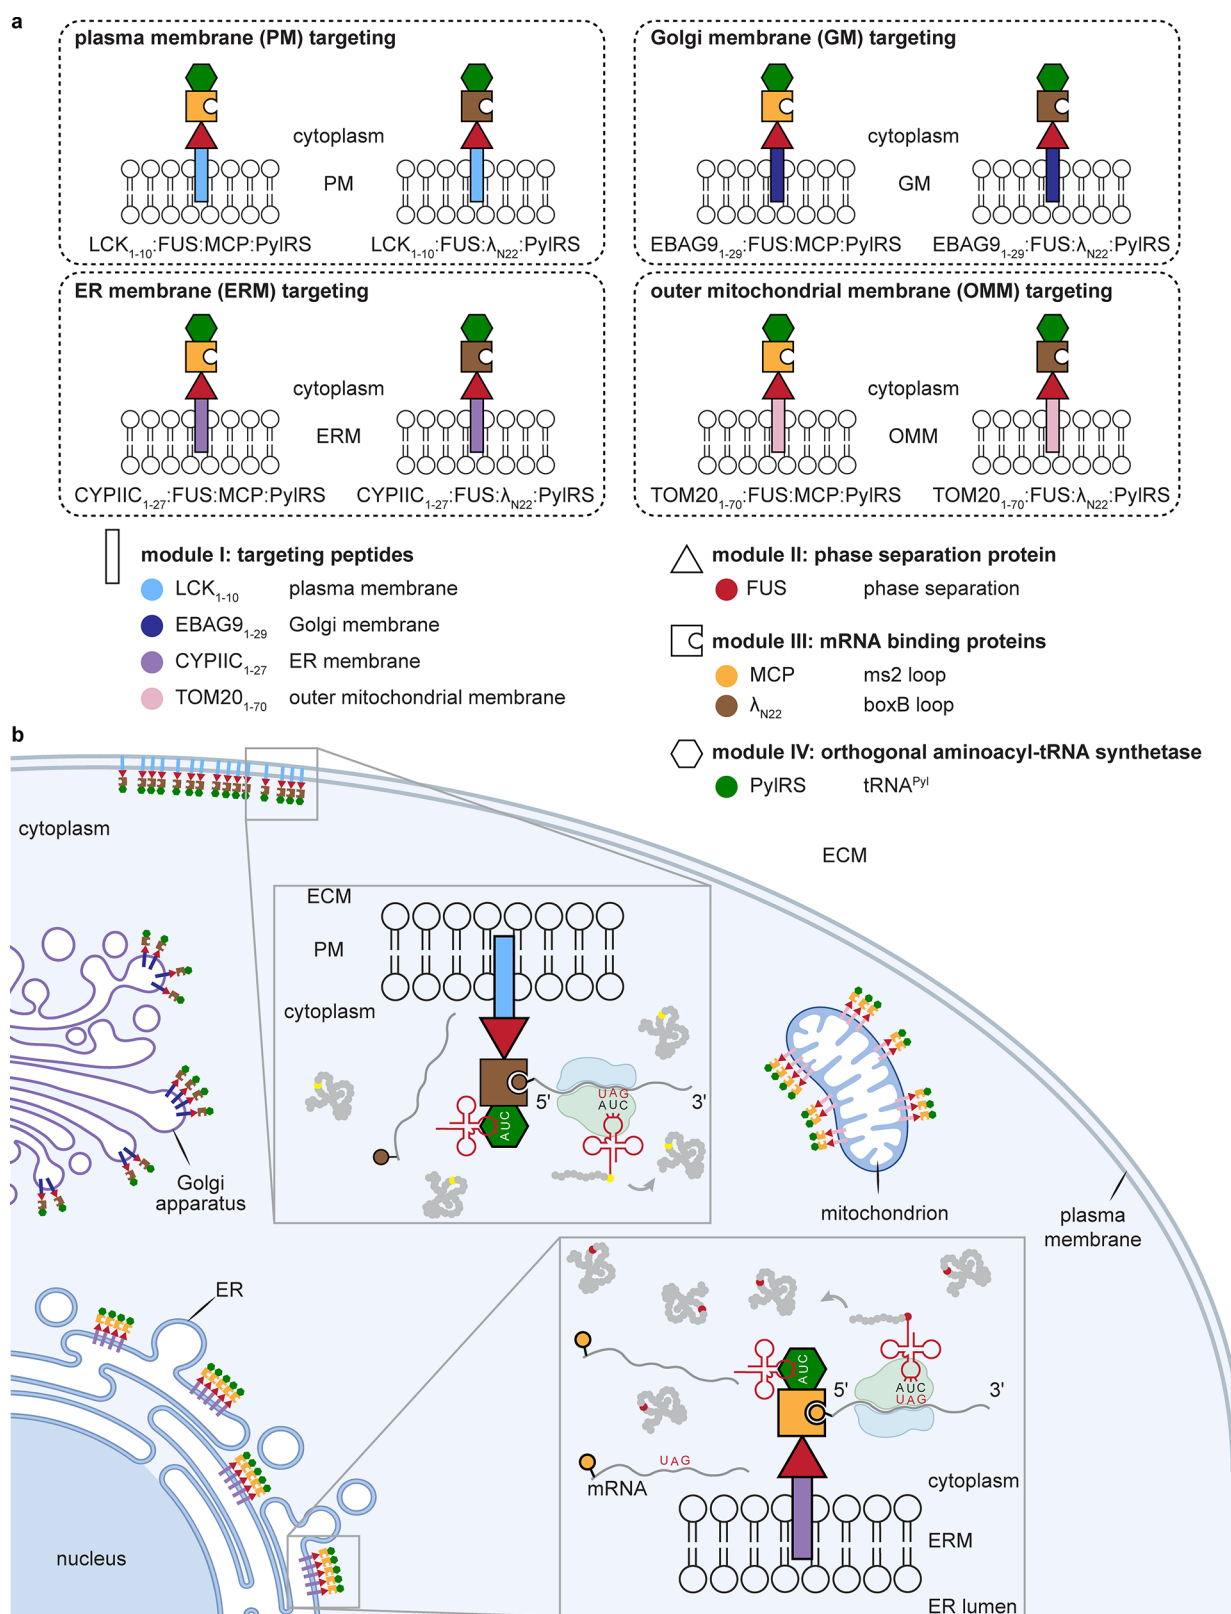 a
plasma membrane (PM) targeting
cytoplasm
PM
LCK1-10:FUS:MCP:PylRS
LCK1-10:FUS:λN22:PylRS
Golgi membrane (GM) targeting
cytoplasm
GM
EBAG91-29:FUS:MCP:PylRS
EBAG91-29:FUS:λN22:PylRS
ER membrane (ERM) targeting
cytoplasm
ERM
CYPIIC1-27:FUS:MCP:PylRS
CYPIIC1-27:FUS:λN22:PylRS
outer mitochondrial membrane (OMM) targeting
cytoplasm
OMM
TOM201-70:FUS:MCP:PylRS
TOM201-70:FUS:λN22:PylRS
module I: targeting peptides
LCK1-10 plasma membrane
EBAG91-29 Golgi membrane
CYPIIC1-27 ER membrane
TOM201-70 outer mitochondrial membrane
module II: phase separation protein
FUS phase separation
module III: mRNA binding proteins
MCP ms2 loop
λN22 boxB loop
module IV: orthogonal aminoacyl-tRNA synthetase
PylRS tRNAPyl
b
cytoplasm
ECM
ECM
PM
cytoplasm
5'
UAG
AUC
3'
AUC
Golgi
apparatus
mitochondrion
plasma
membrane
ER
AUC
5'
AUC
UAG
3'
UAG
mRNA
cytoplasm
ERM
ER lumen
nucleus